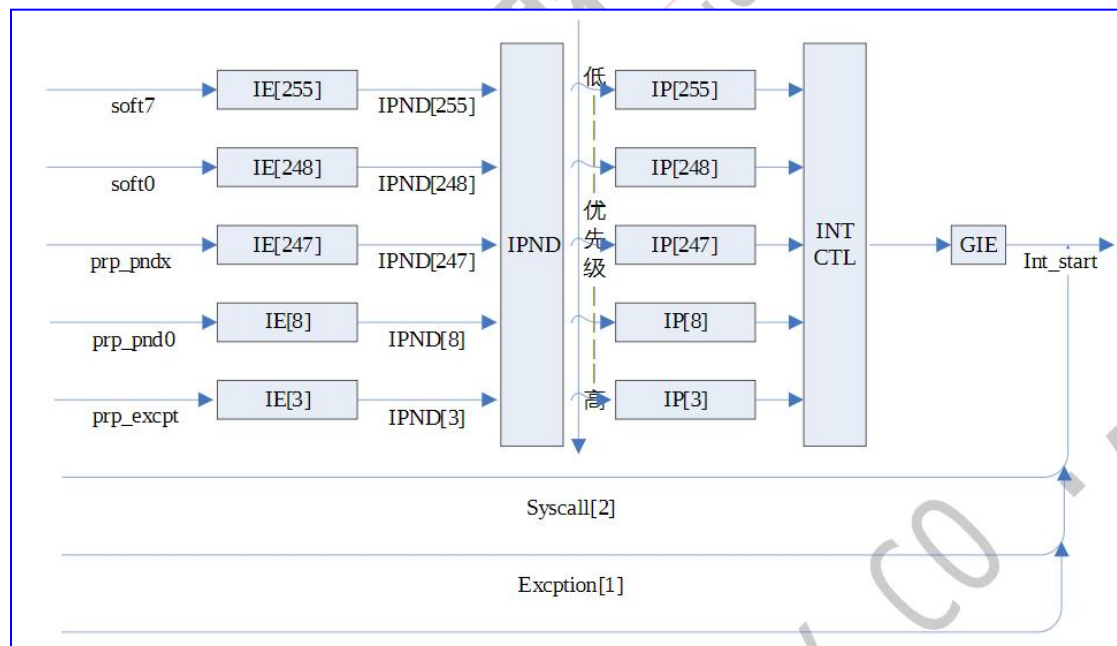 soft7
IE[255]
IPND[255]
低
IP[255]
soft0
IE[248]
IPND[248]
IP[248]
优先级
prp_pndx
IE[247]
IPND[247]
IPND
IP[247]
INT
CTL
GIE
Int_start
prp_pnd0
IE[8]
IPND[8]
IP[8]
prp_excpt
IE[3]
IPND[3]
高
IP[3]
Syscall[2]
Excption[1]